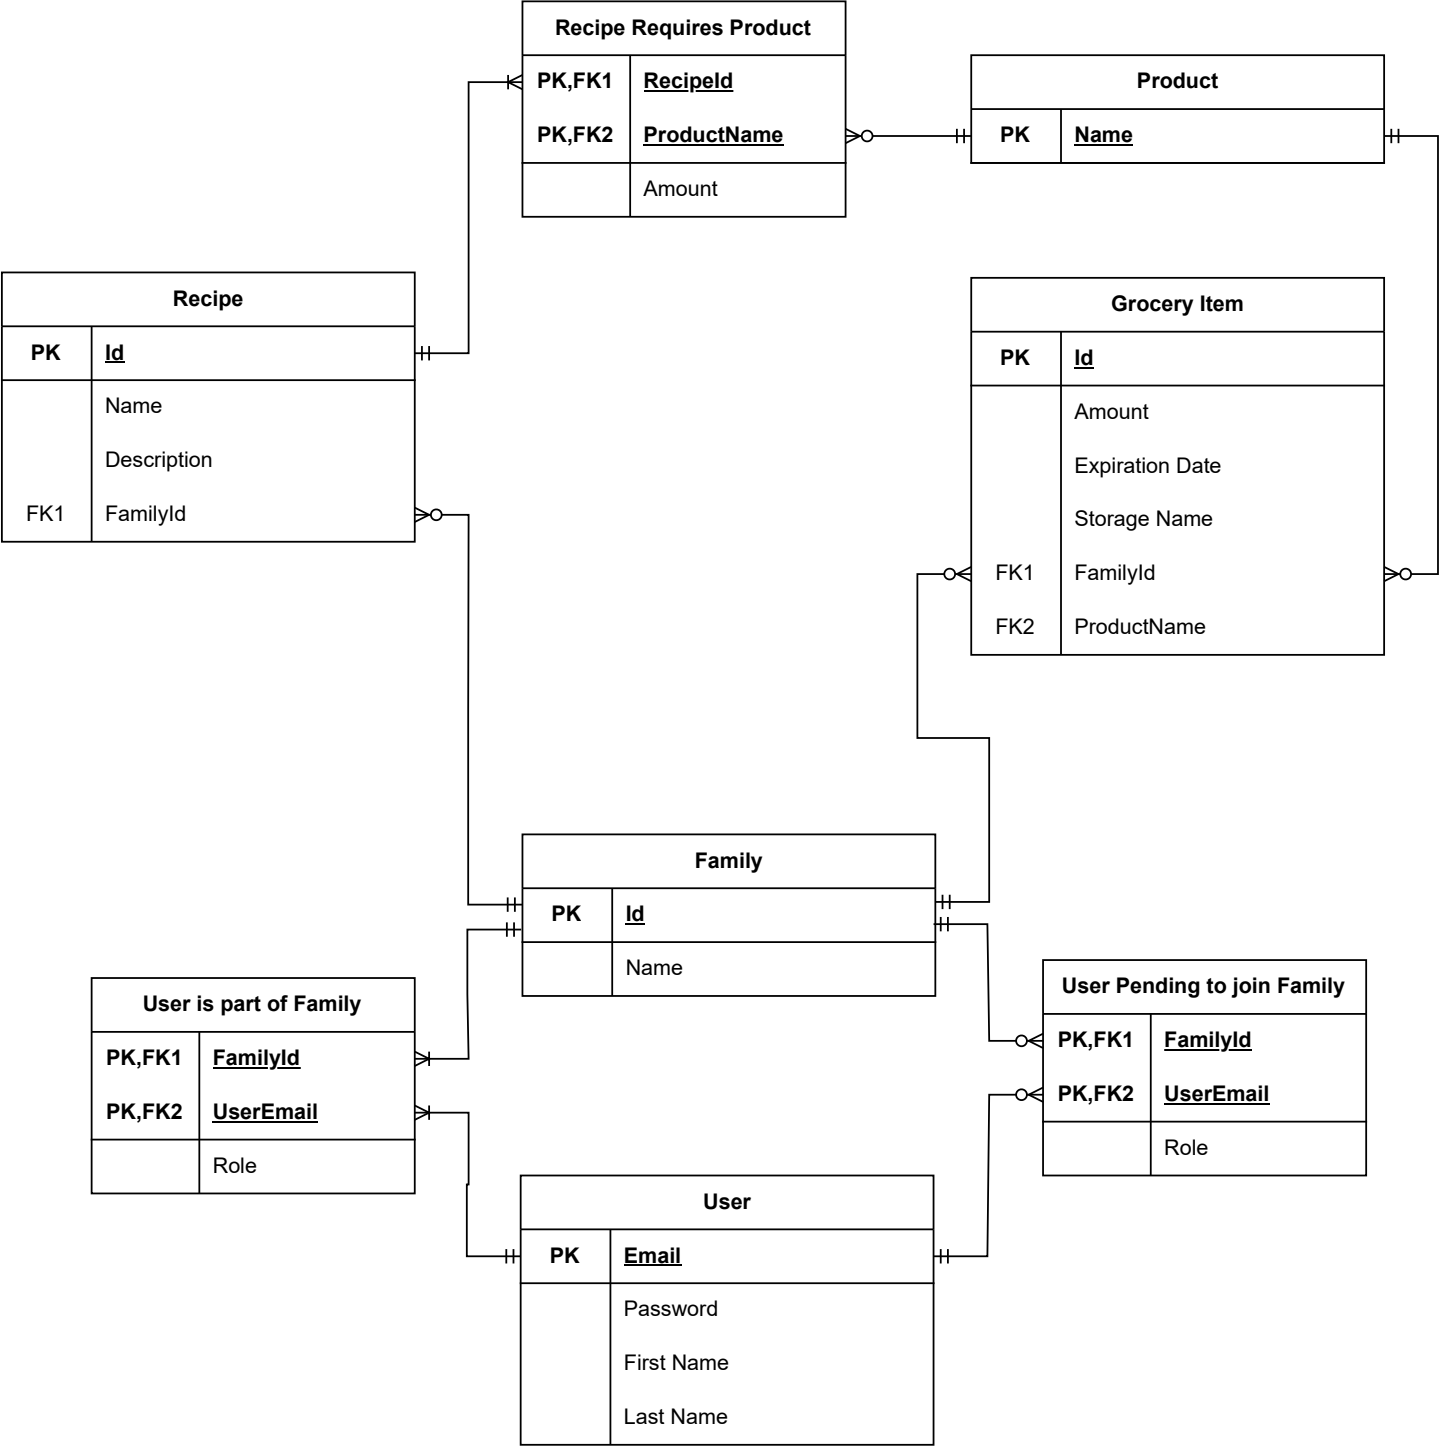 Recipe Requires Product
PK,FK1 RecipeId
PK,FK2 ProductName
Amount
Product
PK Name
Recipe
PK Id
Name
Description
FK1 FamilyId
Grocery Item
PK Id
Amount
Expiration Date
Storage Name
FK1 FamilyId
FK2 ProductName
Family
PK Id
Name
User is part of Family
PK,FK1 FamilyId
PK,FK2 UserEmail
Role
User Pending to join Family
PK,FK1 FamilyId
PK,FK2 UserEmail
Role
User
PK Email
Password
First Name
Last Name